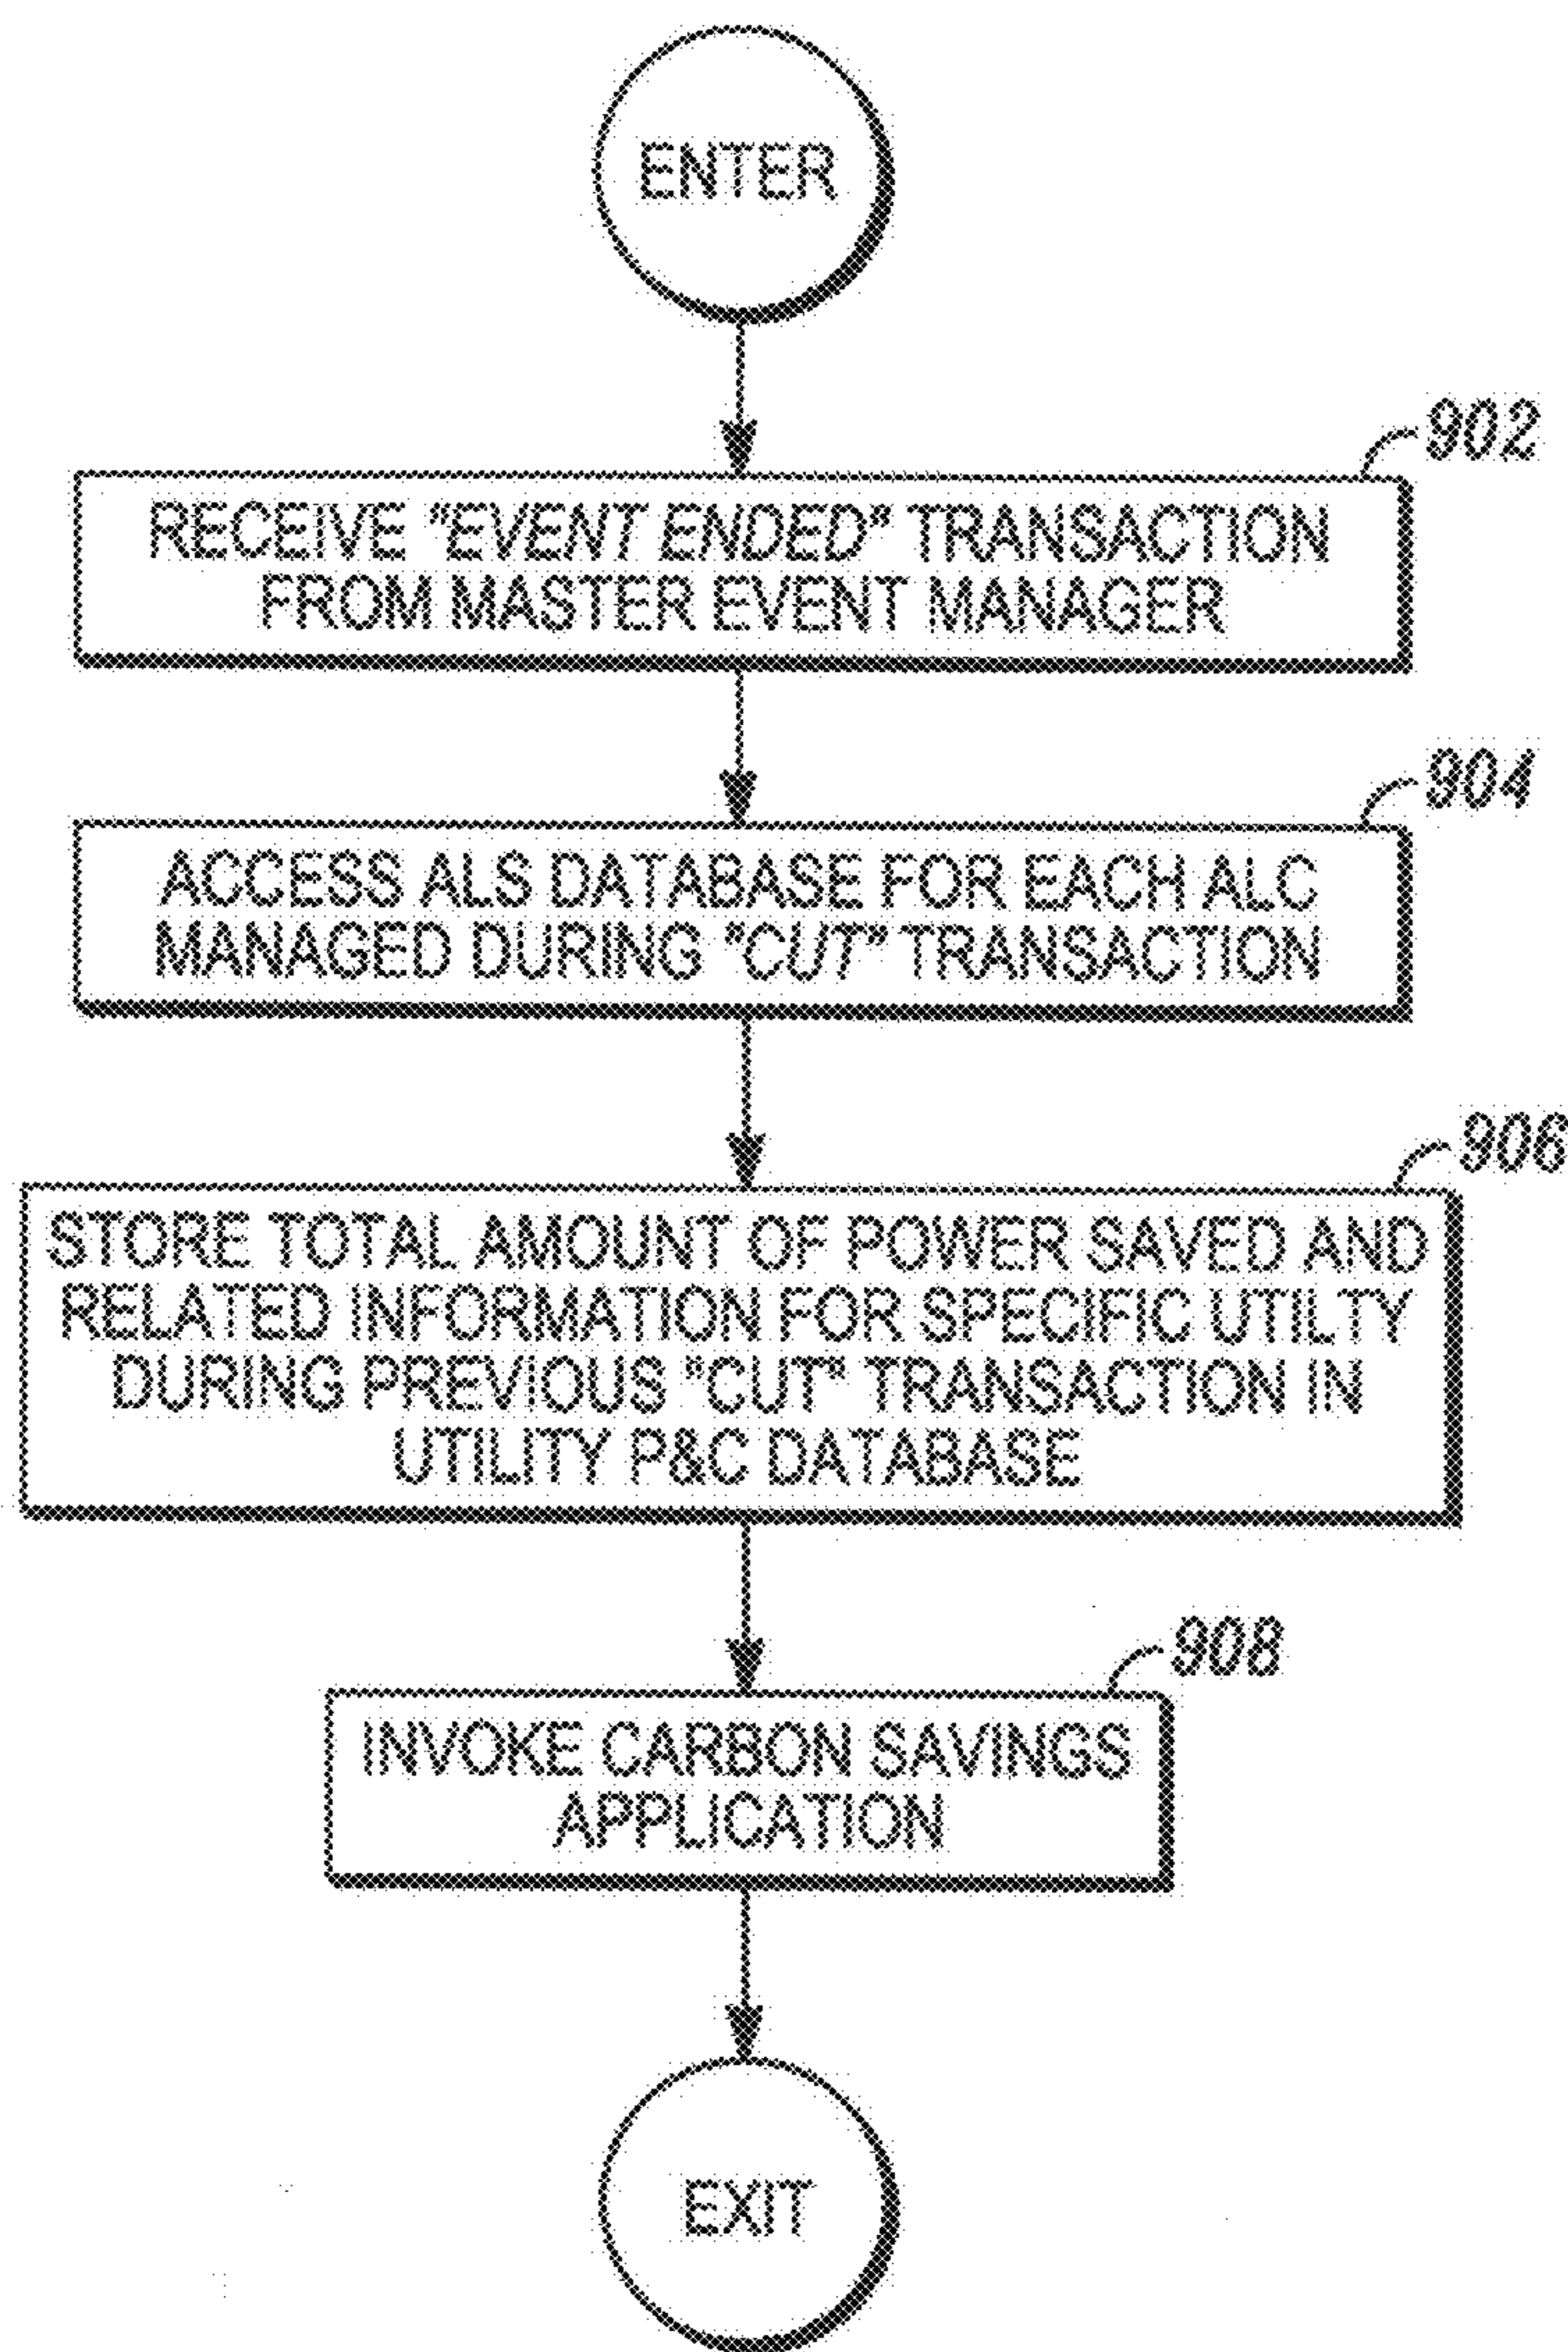 ENTER
902
RECEIVE "EVENT ENDED" TRANSACTION
FROM MASTER EVENT MANAGER
904
ACCESS ALS DATABASE FOR EACH ALC
MANAGED DURING "CUT" TRANSACTION
906
STORE TOTAL AMOUNT OF POWER SAVED AND
RELATED INFORMATION FOR SPECIFIC UTILTY
DURING PREVIOUS "CUT" TRANSACTION IN
UTILITY P&C DATABASE
908
INVOKE CARBON SAVINGS
APPLICATION
EXIT